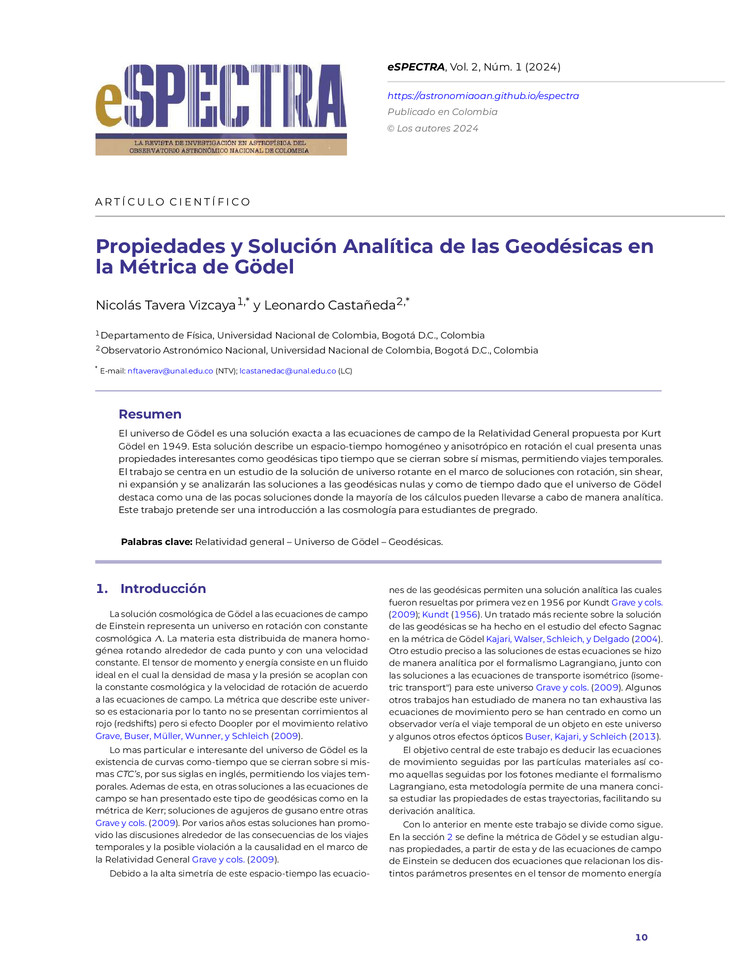 eSPECTRA
LA REVISTA DE INVESTIGACIÓN EN ASTROFÍSICA DEL
OBSERVATORIO ASTRONÓMICO NACIONAL DE COLOMBIA
eSPECTRA, Vol. 2, Núm. 1 (2024)
https://astronomiaoan.github.io/espectra
Publicado en Colombia
© Los autores 2024
ARTÍCULO CIENTÍFICO
Propiedades y Solución Analítica de las Geodésicas en
la Métrica de Gödel
Nicolás Tavera Vizcaya1,* y Leonardo Castañeda2,*
1 Departamento de Física, Universidad Nacional de Colombia, Bogotá D.C., Colombia
2 Observatorio Astronómico Nacional, Universidad Nacional de Colombia, Bogotá D.C., Colombia
* E-mail: nftaverav@unal.edu.co (NTV); lcastanedac@unal.edu.co (LC)
Resumen
El universo de Gödel es una solución exacta a las ecuaciones de campo de la Relatividad General propuesta por Kurt
Gödel en 1949. Esta solución describe un espacio-tiempo homogéneo y anisotrópico en rotación el cual presenta unas
propiedades interesantes como geodésicas tipo tiempo que se cierran sobre sí mismas, permitiendo viajes temporales.
El trabajo se centra en un estudio de la solución de universo rotante en el marco de soluciones con rotación, sin shear,
ni expansión y se analizarán las soluciones a las geodésicas nulas y como de tiempo dado que el universo de Gödel
destaca como una de las pocas soluciones donde la mayoría de los cálculos pueden llevarse a cabo de manera analítica.
Este trabajo pretende ser una introducción a las cosmología para estudiantes de pregrado.
Palabras clave: Relatividad general – Universo de Gödel – Geodésicas.
1. Introducción
La solución cosmológica de Gödel a las ecuaciones de campo
de Einstein representa un universo en rotación con constante
cosmológica Λ. La materia esta distribuida de manera homo-
génea rotando alrededor de cada punto y con una velocidad
constante. El tensor de momento y energía consiste en un fluido
ideal en el cual la densidad de masa y la presión se acoplan con
la constante cosmológica y la velocidad de rotación de acuerdo
a las ecuaciones de campo. La métrica que describe este univer-
so es estacionaria por lo tanto no se presentan corrimientos al
rojo (redshifts) pero si efecto Doopler por el movimiento relativo
Grave, Buser, Müller, Wunner, y Schleich (2009).
Lo mas particular e interesante del universo de Gödel es la
existencia de curvas como-tiempo que se cierran sobre si mis-
mas CTC's, por sus siglas en inglés, permitiendo los viajes tem-
porales. Ademas de esta, en otras soluciones a las ecuaciones de
campo se han presentado este tipo de geodésicas como en la
métrica de Kerr; soluciones de agujeros de gusano entre otras
Grave y cols. (2009). Por varios años estas soluciones han promo-
vido las discusiones alrededor de las consecuencias de los viajes
temporales y la posible violación a la causalidad en el marco de
la Relatividad General Grave y cols. (2009).
Debido a la alta simetría de este espacio-tiempo las ecuacio-
nes de las geodésicas permiten una solución analítica las cuales
fueron resueltas por primera vez en 1956 por Kundt Grave y cols.
(2009); Kundt (1956). Un tratado más reciente sobre la solución
de las geodésicas se ha hecho en el estudio del efecto Sagnac
en la métrica de Gödel Kajari, Walser, Schleich, y Delgado (2004).
Otro estudio preciso a las soluciones de estas ecuaciones se hizo
de manera analítica por el formalismo Lagrangiano, junto con
las soluciones a las ecuaciones de transporte isométrico (isome-
tric transport") para este universo Grave y cols. (2009). Algunos
otros trabajos han estudiado de manera no tan exhaustiva las
ecuaciones de movimiento pero se han centrado en como un
observador vería el viaje temporal de un objeto en este universo
y algunos otros efectos ópticos Buser, Kajari, y Schleich (2013).
El objetivo central de este trabajo es deducir las ecuaciones
de movimiento seguidas por las partículas materiales así co-
mo aquellas seguidas por los fotones mediante el formalismo
Lagrangiano, esta metodología permite de una manera conci-
sa estudiar las propiedades de estas trayectorias, facilitando su
derivación analítica.
Con lo anterior en mente este trabajo se divide como sigue.
En la sección 2 se define la métrica de Gödel y se estudian algu-
nas propiedades, a partir de esta y de las ecuaciones de campo
de Einstein se deducen dos ecuaciones que relacionan los dis-
tintos parámetros presentes en el tensor de momento energía
10